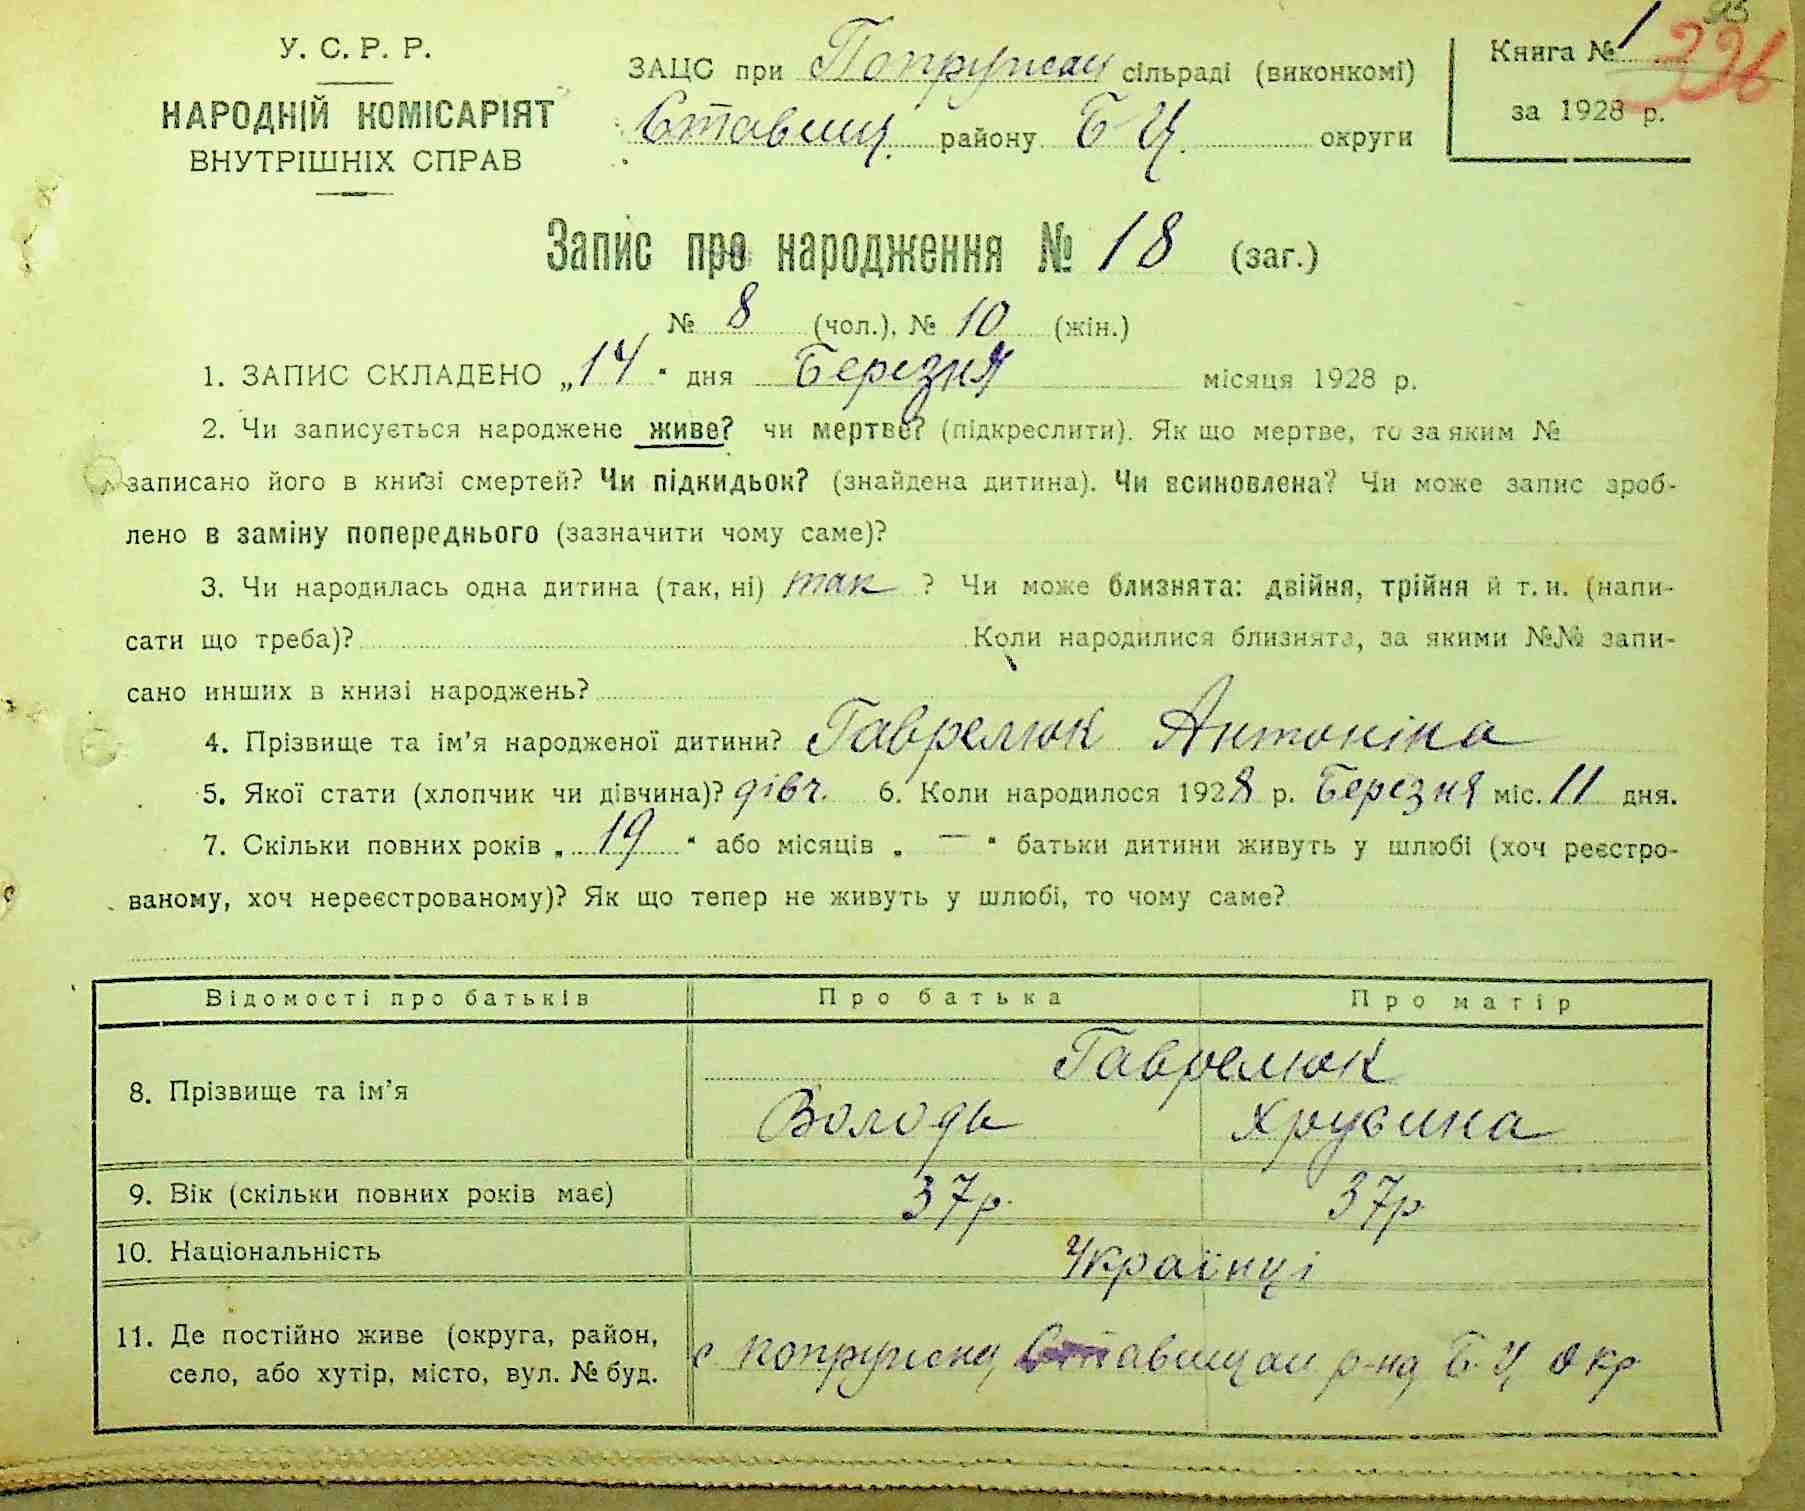 У. С. Р. Р.
НАРОДНІЙ КОМІСАРІЯТ
ВНУТРІШНІХ СПРАВ
ЗАЦС при Попружан сільраді (виконкомі)
Ставищ. району Б-Ц. округи
Книга № 1
за 1928 р.
226
Запис про народження № 18 (заг.)
№ 8 (чол.), № 10 (жін.)
1. ЗАПИС СКЛАДЕНО „14“ дня Березня місяця 1928 р.
2. Чи записується народжене живе? чи мертве? (підкреслити). Як що мертве, то за яким №
записано його в книзі смертей? Чи підкидьок? (знайдена дитина). Чи всиновлена? Чи може запис зроб-
лено в заміну попереднього (зазначити чому саме)?
3. Чи народилась одна дитина (так, ні) так ? Чи може близнята: двійня, трійня й т. и. (напи-
сати що треба)? Коли народилися близнята, за якими №№ запи-
сано инших в книзі народжень?
4. Прізвище та ім’я народженої дитини? Гаврелюк Антоніна
5. Якої стати (хлопчик чи дівчина)? дівч. 6. Коли народилося 1928 р. Березня міс. 11 дня.
7. Скільки повних років „19“ або місяців „—“ батьки дитини живуть у шлюбі (хоч реєстро-
ваному, хоч нереєстрованому)? Як що тепер не живуть у шлюбі, то чому саме?
Відомості про батьків Про батька Про матір
8. Прізвище та ім’я Гаврелюк
Володь Хрусина
9. Вік (скільки повних років має) 37р. 37р
10. Національність Українці
11. Де постійно живе (округа, район,
село, або хутір, місто, вул. № буд.
с Попружна Ставищан р-на Б-Ц Окр